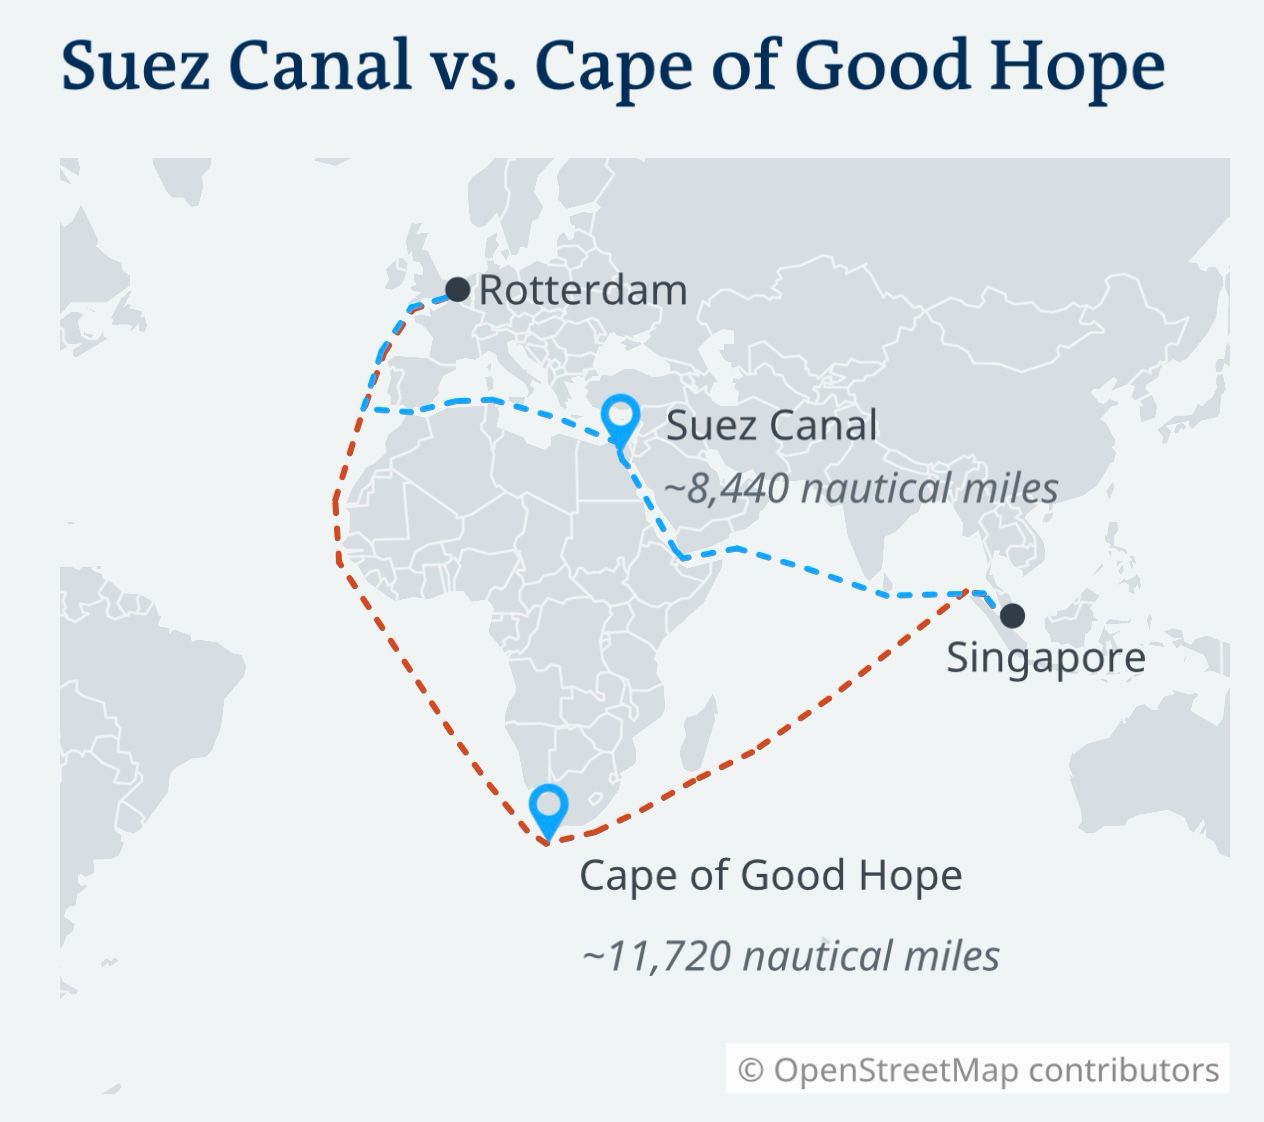 Suez Canal vs. Cape of Good Hope
Rotterdam
Suez Canal
~8,440 nautical miles
Singapore
Cape of Good Hope
~11,720 nautical miles
© OpenStreetMap contributors